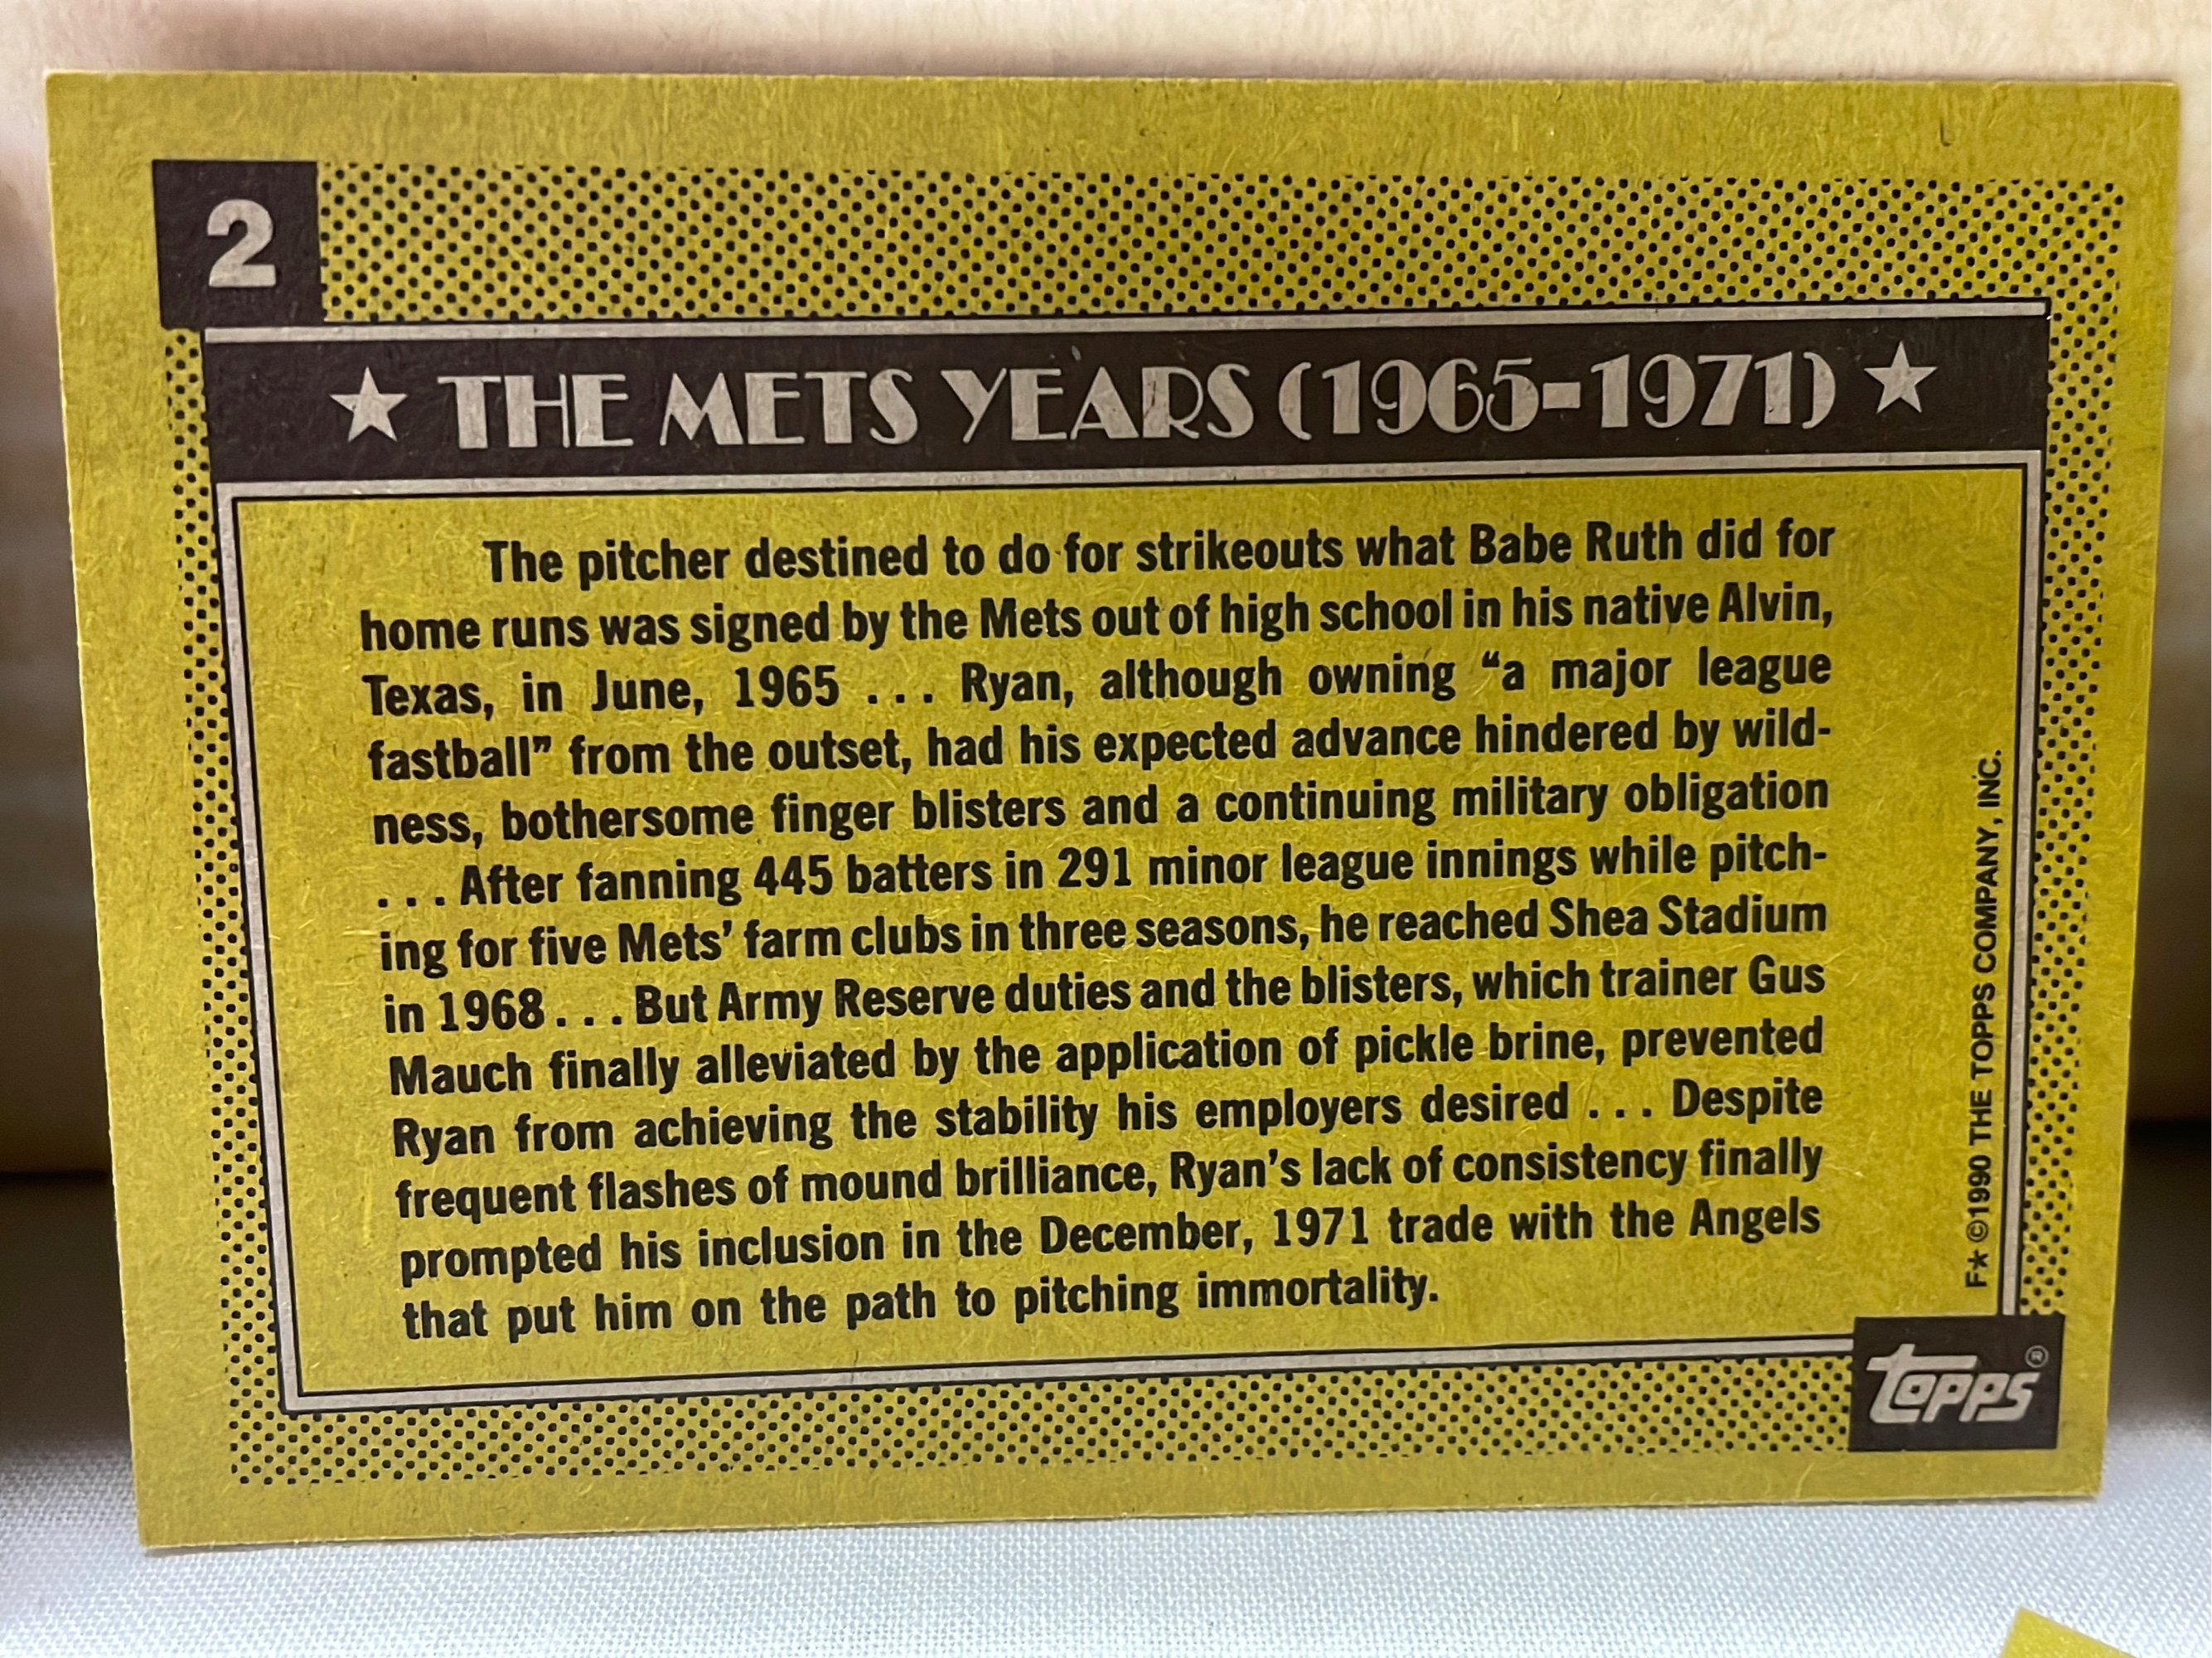 2
★ THE METS YEARS (1965-1971) ★
The pitcher destined to do for strikeouts what Babe Ruth did for
home runs was signed by the Mets out of high school in his native Alvin,
Texas, in June, 1965 . . . Ryan, although owning “a major league
fastball” from the outset, had his expected advance hindered by wild-
ness, bothersome finger blisters and a continuing military obligation
. . . After fanning 445 batters in 291 minor league innings while pitch-
ing for five Mets’ farm clubs in three seasons, he reached Shea Stadium
in 1968 . . . But Army Reserve duties and the blisters, which trainer Gus
Mauch finally alleviated by the application of pickle brine, prevented
Ryan from achieving the stability his employers desired . . . Despite
frequent flashes of mound brilliance, Ryan’s lack of consistency finally
prompted his inclusion in the December, 1971 trade with the Angels
that put him on the path to pitching immortality.
F★ ©1990 THE TOPPS COMPANY, INC.
topps®